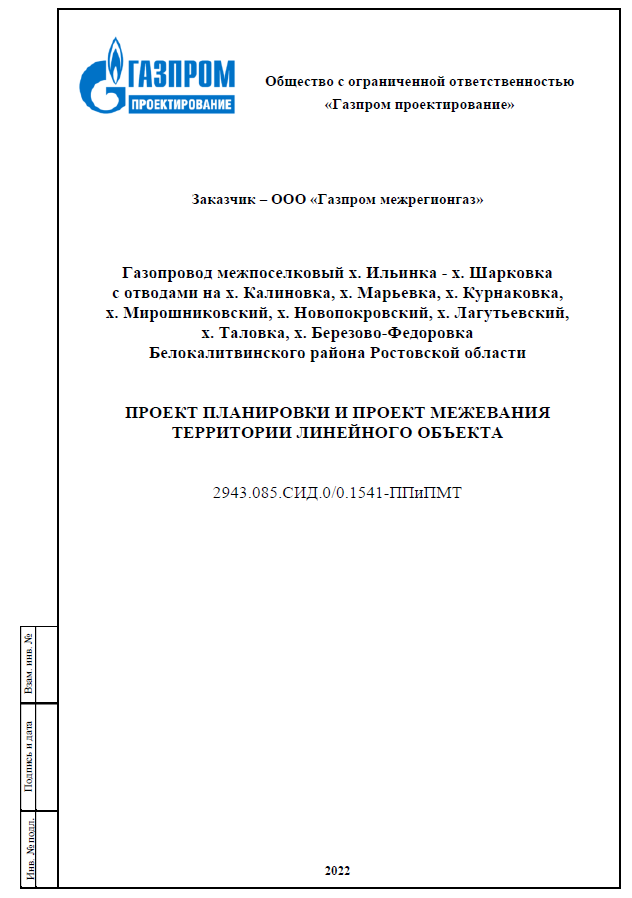 ГАЗПРОМ
ПРОЕКТИРОВАНИЕ
Общество с ограниченной ответственностью
«Газпром проектирование»
Заказчик – ООО «Газпром межрегионгаз»
Газопровод межпоселковый х. Ильинка - х. Шарковка
с отводами на х. Калиновка, х. Марьевка, х. Курнаковка,
х. Мирошниковский, х. Новопокровский, х. Лагутьевский,
х. Таловка, х. Березово-Федоровка
Белокалитвинского района Ростовской области
ПРОЕКТ ПЛАНИРОВКИ И ПРОЕКТ МЕЖЕВАНИЯ
ТЕРРИТОРИИ ЛИНЕЙНОГО ОБЪЕКТА
2943.085.СИД.0/0.1541-ППиПМТ
Взам. инв. №
Подпись и дата
Инв. № подл.
2022